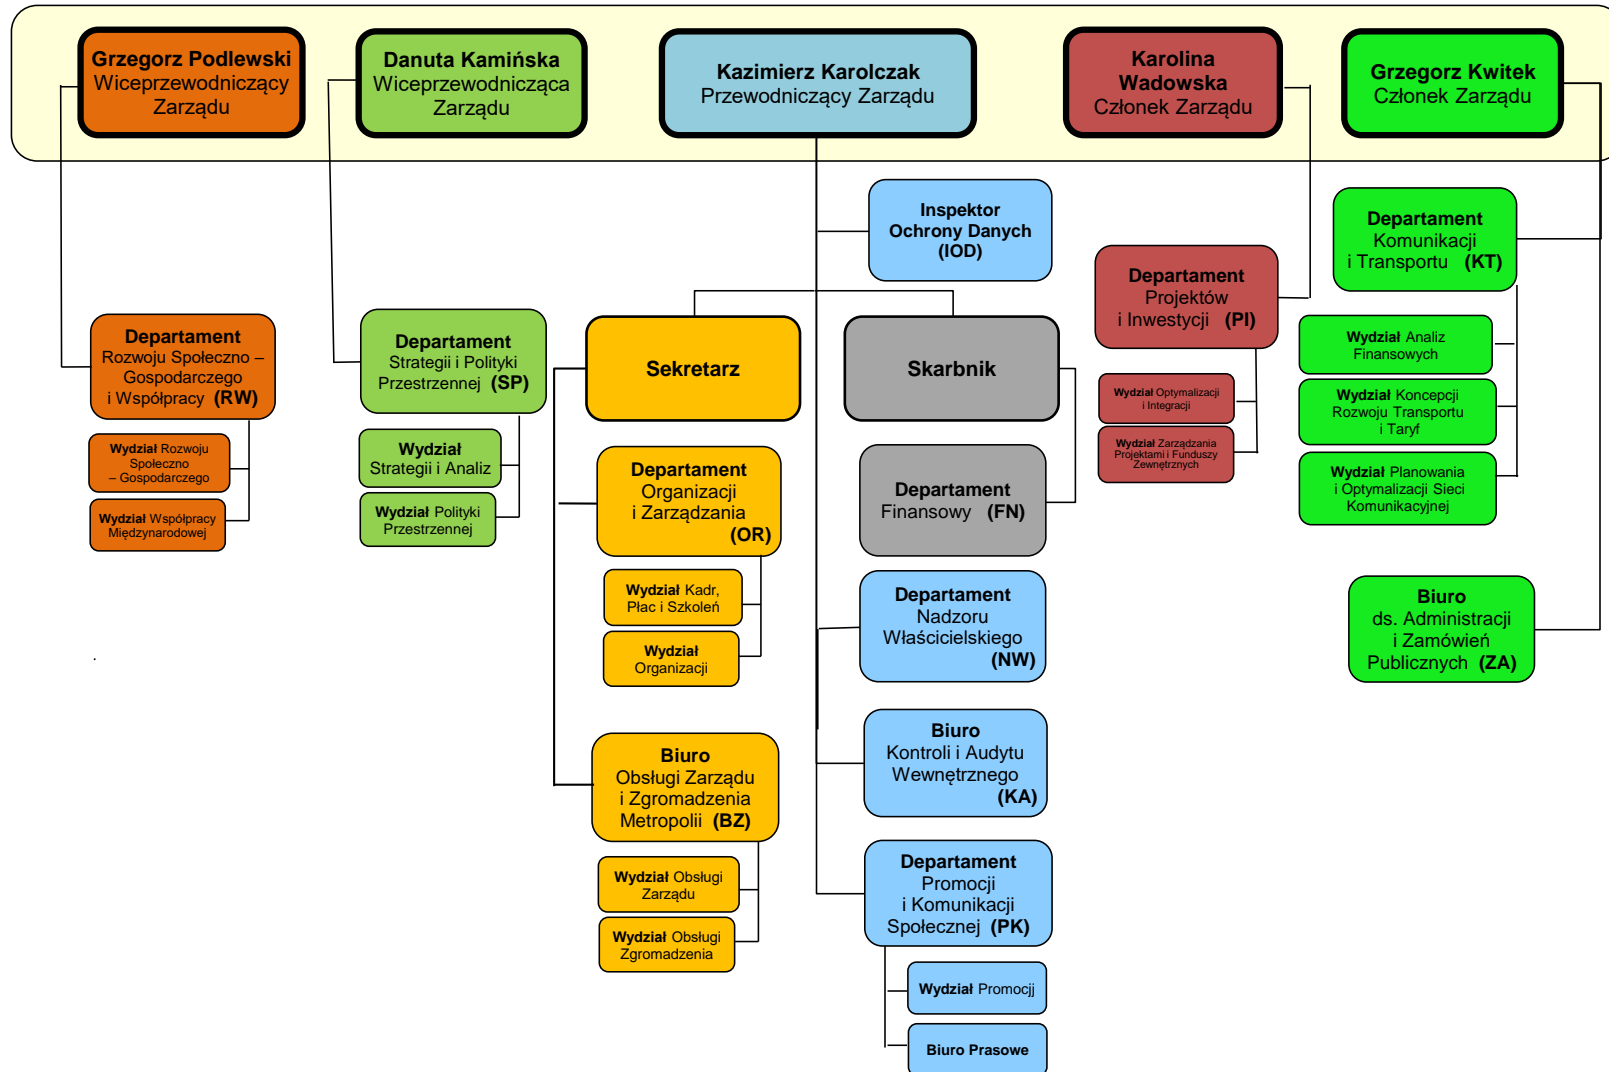 Grzegorz Podlewski
Wiceprzewodniczący
Zarządu
Danuta Kamińska
Wiceprzewodnicząca
Zarządu
Kazimierz Karolczak
Przewodniczący Zarządu
Karolina
Wadowska
Członek Zarządu
Grzegorz Kwitek
Członek Zarządu
Inspektor
Ochrony Danych
(IOD)
Departament
Komunikacji
i Transportu (KT)
Departament
Projektów
i Inwestycji (PI)
Departament
Rozwoju Społeczno –
Gospodarczego
i Współpracy (RW)
Departament
Strategii i Polityki
Przestrzennej (SP)
Sekretarz
Skarbnik
Wydział Analiz
Finansowych
Wydział Optymalizacji
i Integracji
Wydział Koncepcji
Rozwoju Transportu
i Taryf
Wydział Rozwoju
Społeczno
– Gospodarczego
Wydział
Strategii i Analiz
Wydział Zarządzania
Projektami i Funduszy
Zewnętrznych
Departament
Organizacji
i Zarządzania
(OR)
Departament
Finansowy (FN)
Wydział Planowania
i Optymalizacji Sieci
Komunikacyjnej
Wydział Współpracy
Międzynarodowej
Wydział Polityki
Przestrzennej
Wydział Kadr,
Płac i Szkoleń
Departament
Nadzoru
Właścicielskiego
(NW)
Biuro
ds. Administracji
i Zamówień
Publicznych (ZA)
Wydział
Organizacji
Biuro
Obsługi Zarządu
i Zgromadzenia
Metropolii (BZ)
Biuro
Kontroli i Audytu
Wewnętrznego
(KA)
Wydział Obsługi
Zarządu
Departament
Promocji
i Komunikacji
Społecznej (PK)
Wydział Obsługi
Zgromadzenia
Wydział Promocjj
Biuro Prasowe